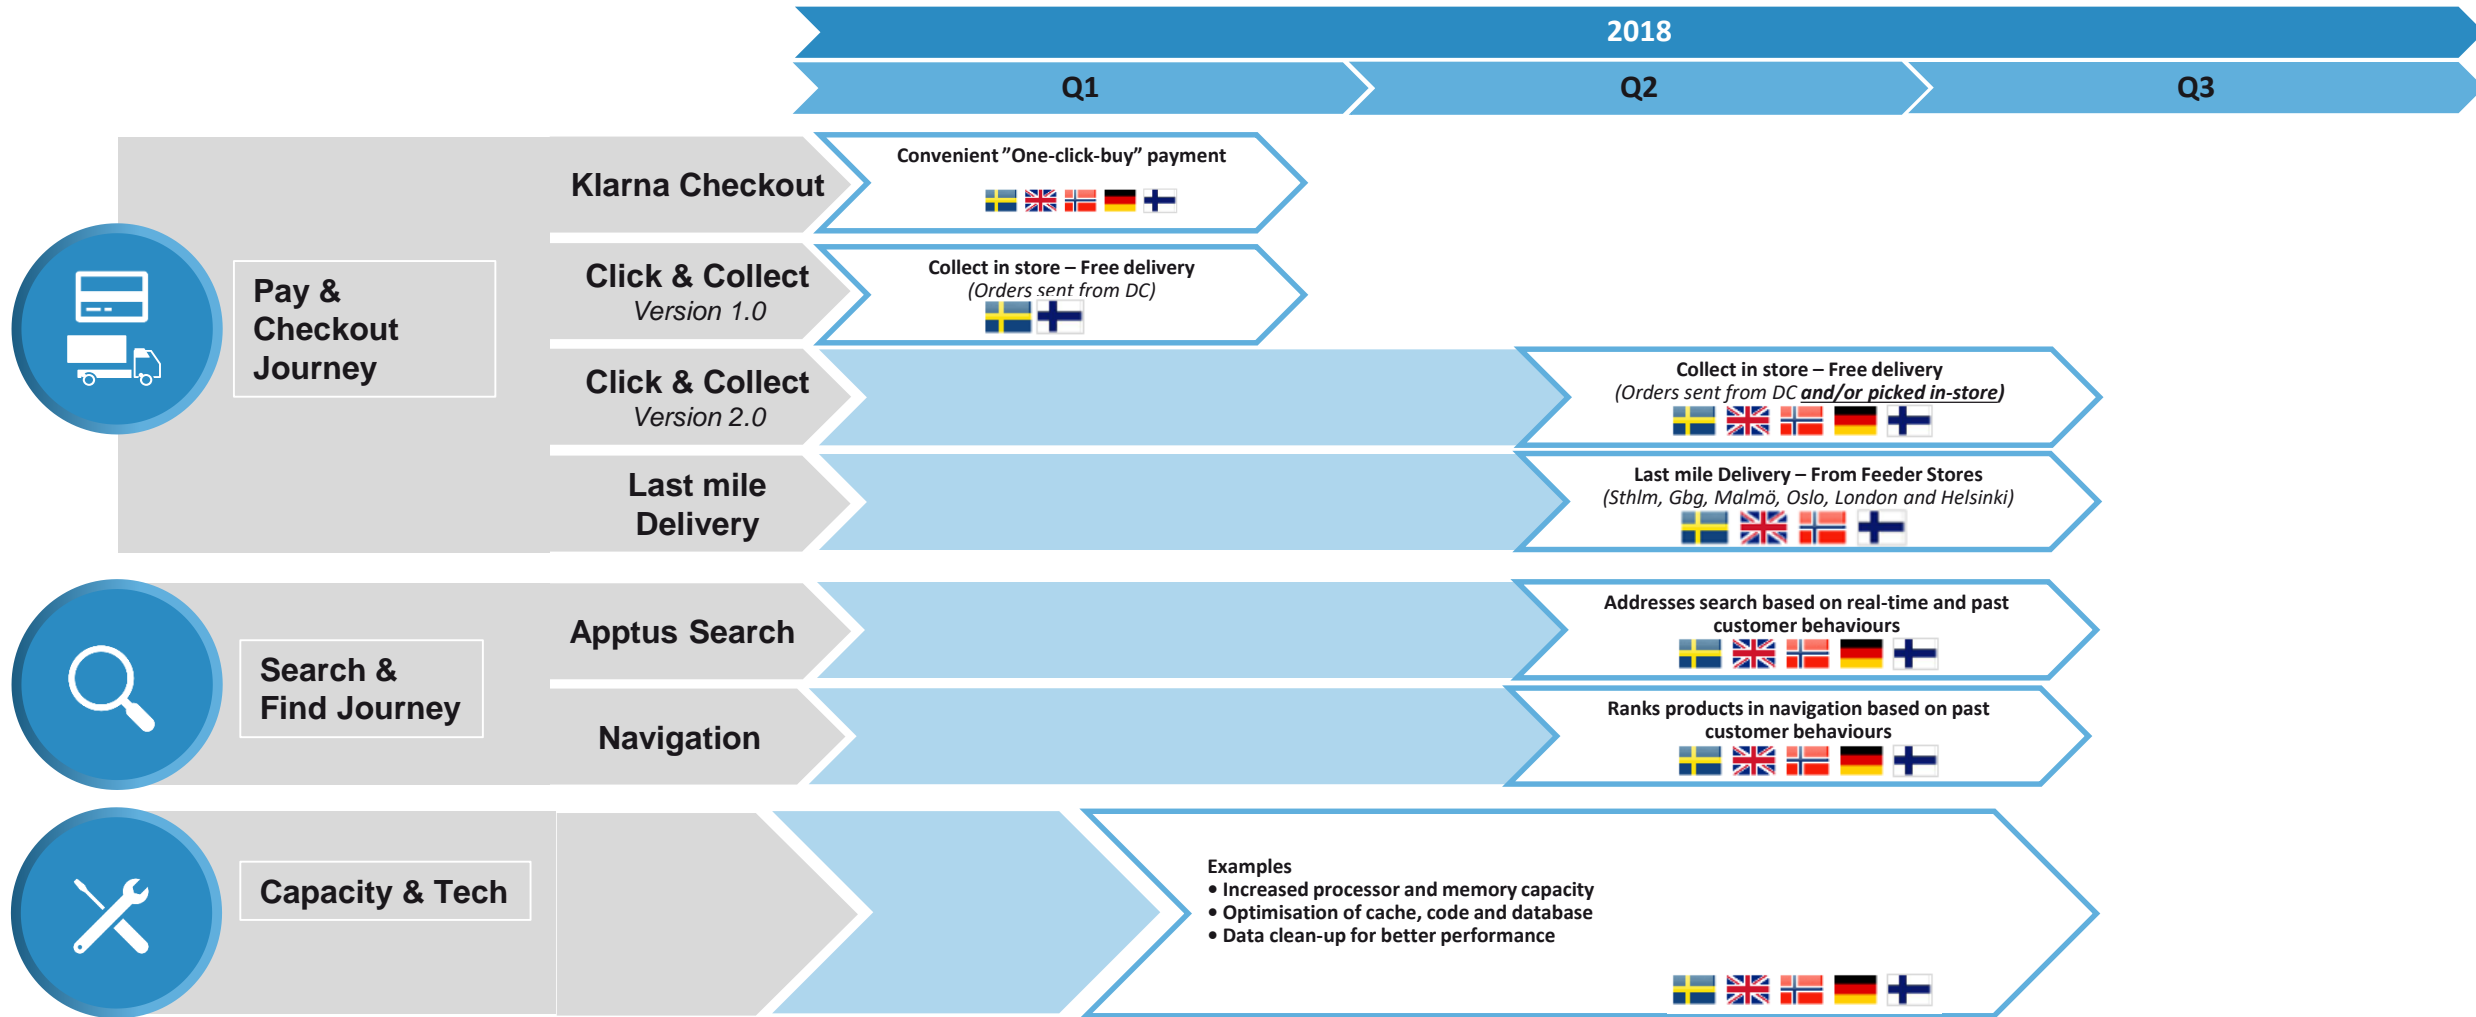 2018
Q1
Q2
Q3
Pay &
Checkout
Journey
Klarna Checkout
Convenient ”One-click-buy” payment
Click & Collect
Version 1.0
Collect in store – Free delivery
(Orders sent from DC)
Click & Collect
Version 2.0
Collect in store – Free delivery
(Orders sent from DC and/or picked in-store)
Last mile
Delivery
Last mile Delivery – From Feeder Stores
(Sthlm, Gbg, Malmö, Oslo, London and Helsinki)
Search &
Find Journey
Apptus Search
Addresses search based on real-time and past
customer behaviours
Navigation
Ranks products in navigation based on past
customer behaviours
Capacity & Tech
Examples
• Increased processor and memory capacity
• Optimisation of cache, code and database
• Data clean-up for better performance